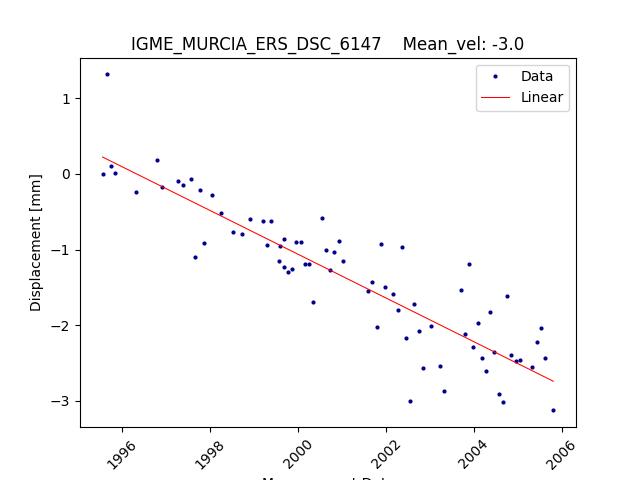 IGME_MURCIA_ERS_DSC_6147    Mean_vel: -3.0
Data
Linear
Displacement [mm]
1
0
−1
−2
−3
1996
1998
2000
2002
2004
2006